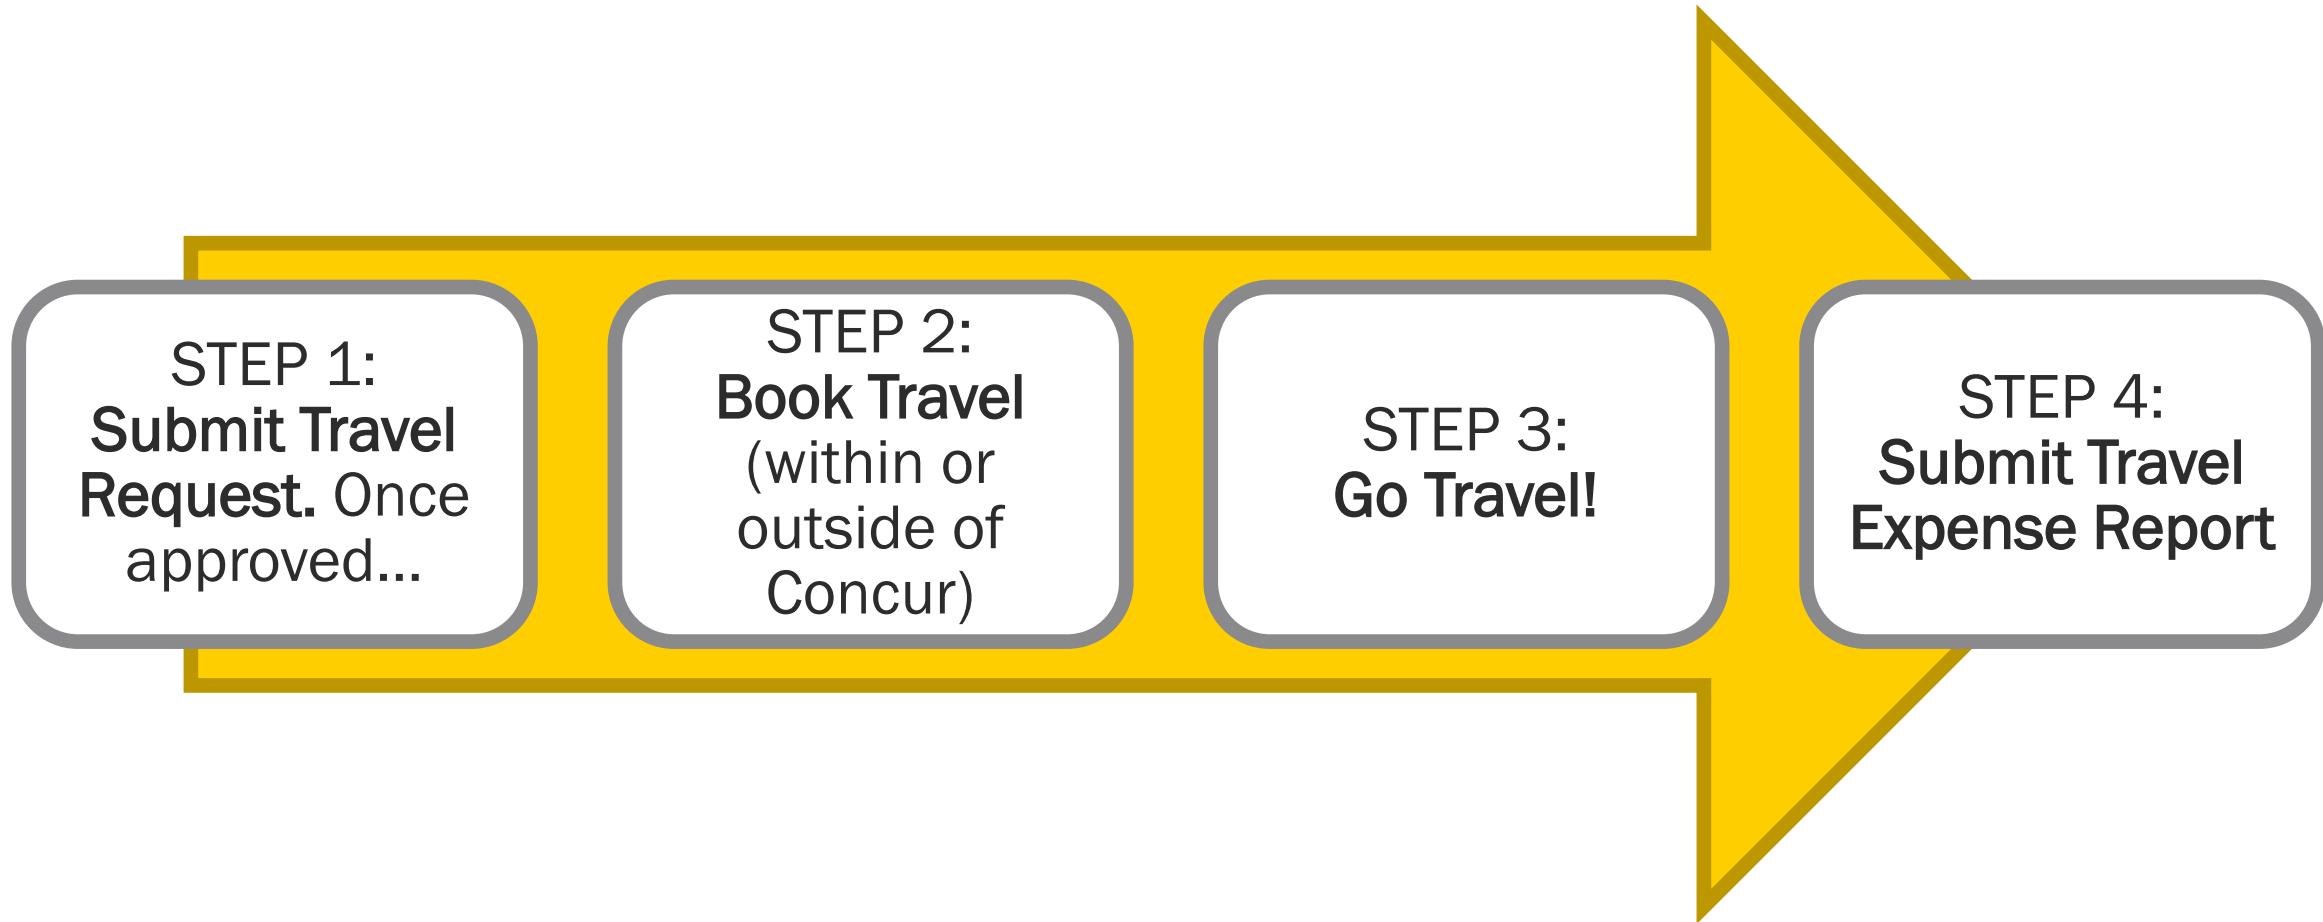 STEP 1:
Submit Travel
Request. Once
approved...
STEP 2:
Book Travel
(within or
outside of
Concur)
STEP 3:
Go Travel!
STEP 4:
Submit Travel
Expense Report